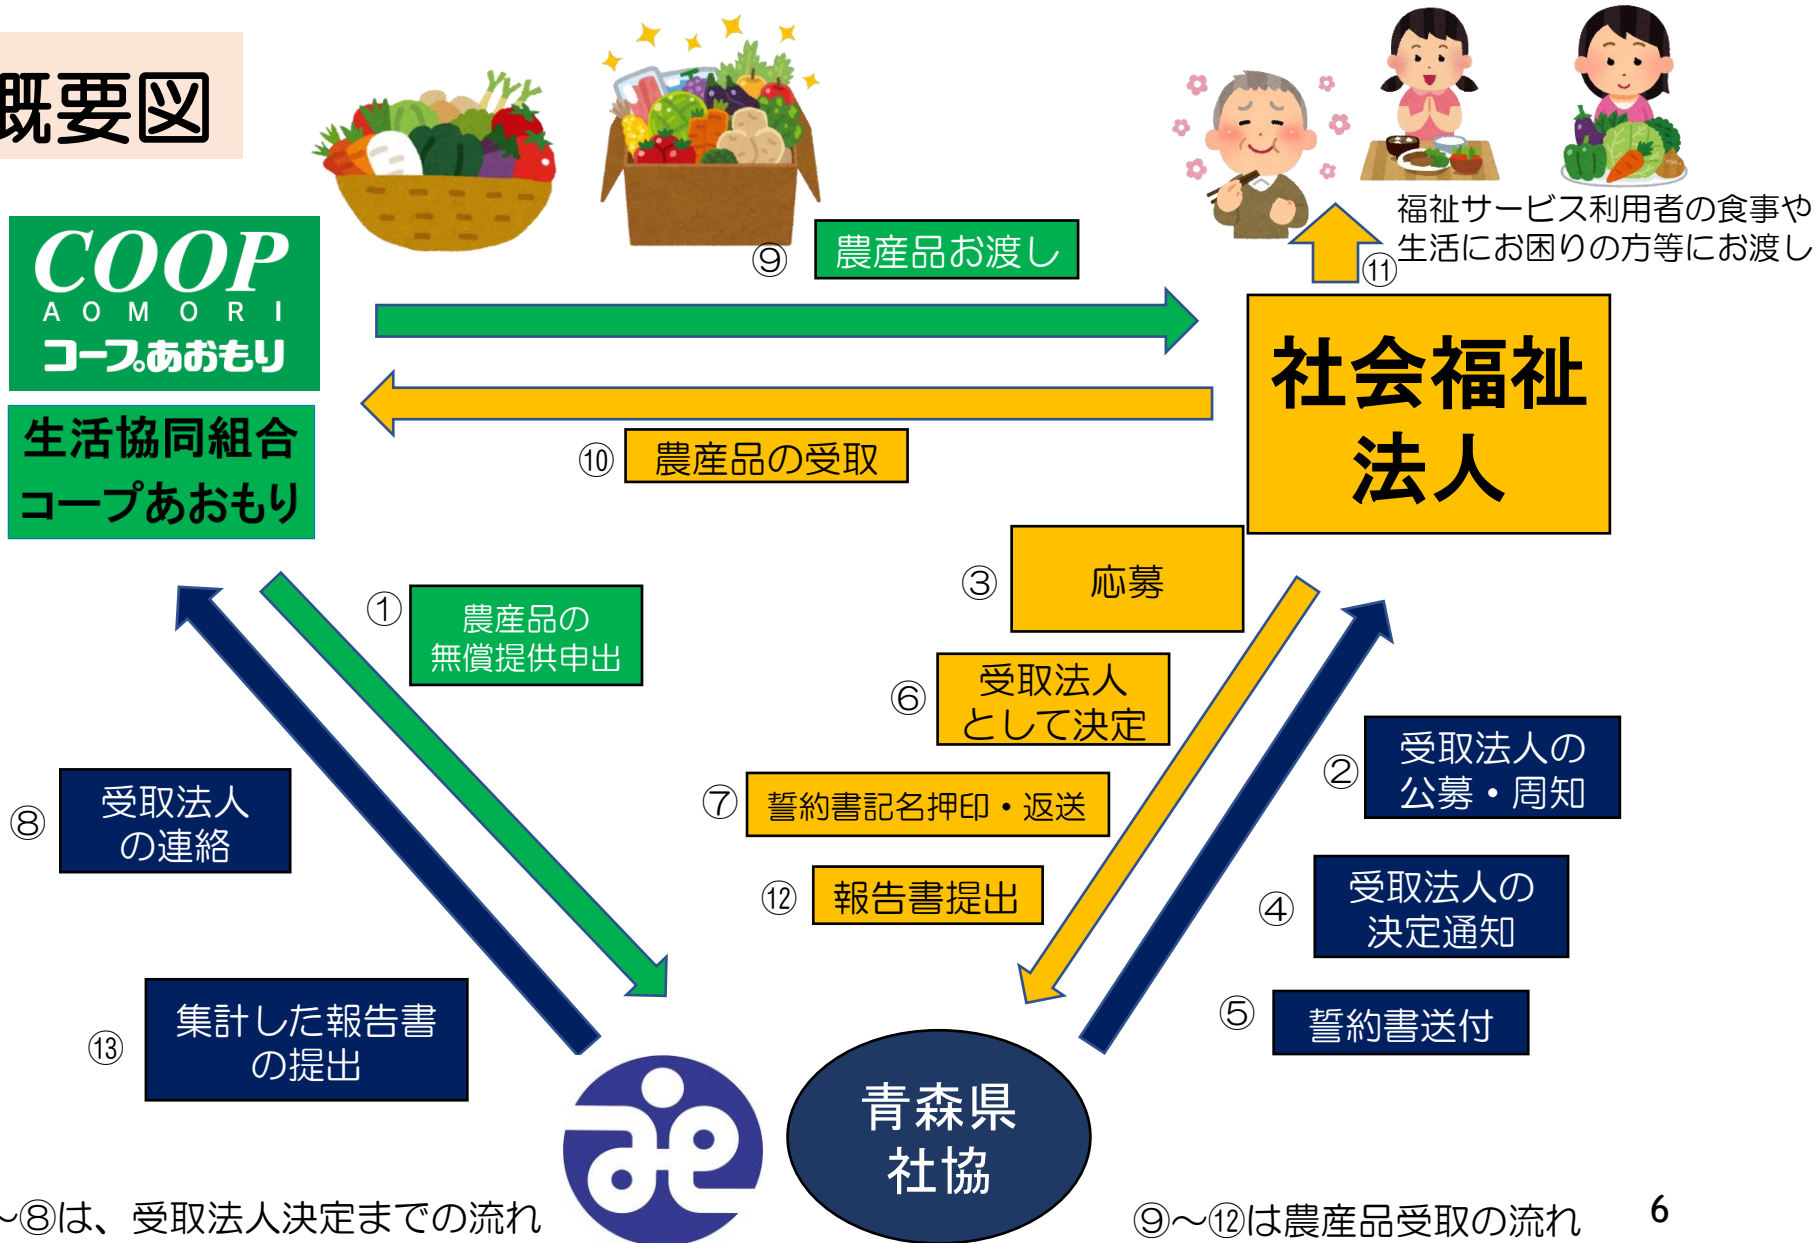 概要図
COOP
AOMORI
コープあおもり
生活協同組合
コープあおもり
⑨
農産品お渡し
⑩
農産品の受取
福祉サービス利用者の食事や
生活にお困りの方等にお渡し
⑪
社会福祉
法人
①
農産品の
無償提供申出
③
応募
⑥
受取法人
として決定
⑦
誓約書記名押印・返送
⑫
報告書提出
②
受取法人の
公募・周知
④
受取法人の
決定通知
⑤
誓約書送付
⑧
受取法人
の連絡
⑬
集計した報告書
の提出
青森県
社協
～⑧は、受取法人決定までの流れ
⑨～⑫は農産品受取の流れ
6